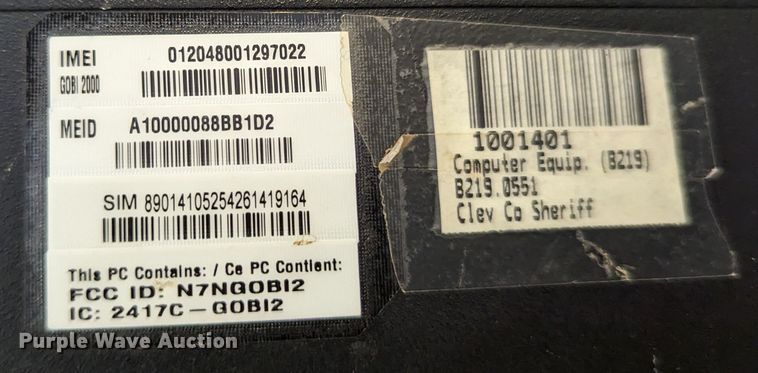 IMEI 012048001297022
GOBI 2000
MEID A10000088BB1D2
SIM 89014105254261419164
This PC Contains: / Ce PC Contient:
FCC ID: N7NGOBI2
IC: 2417C-GOBI2
1001401
Computer Equip. (B219)
B219.0551
Clev Co Sheriff
Purple Wave Auction